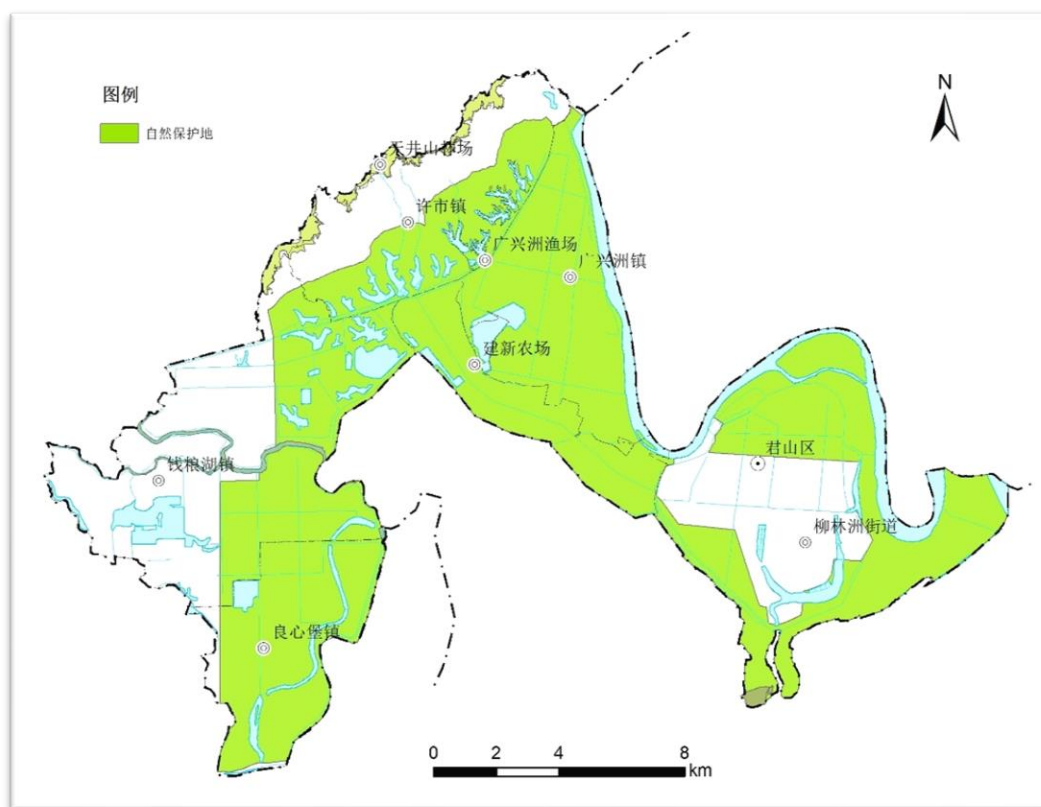 图例
自然保护地
N
天井山林场
许市镇
广兴洲渔场
广兴洲镇
建新农场
君山区
钱粮湖镇
柳林洲街道
良心堡镇
0 2 4 8
km